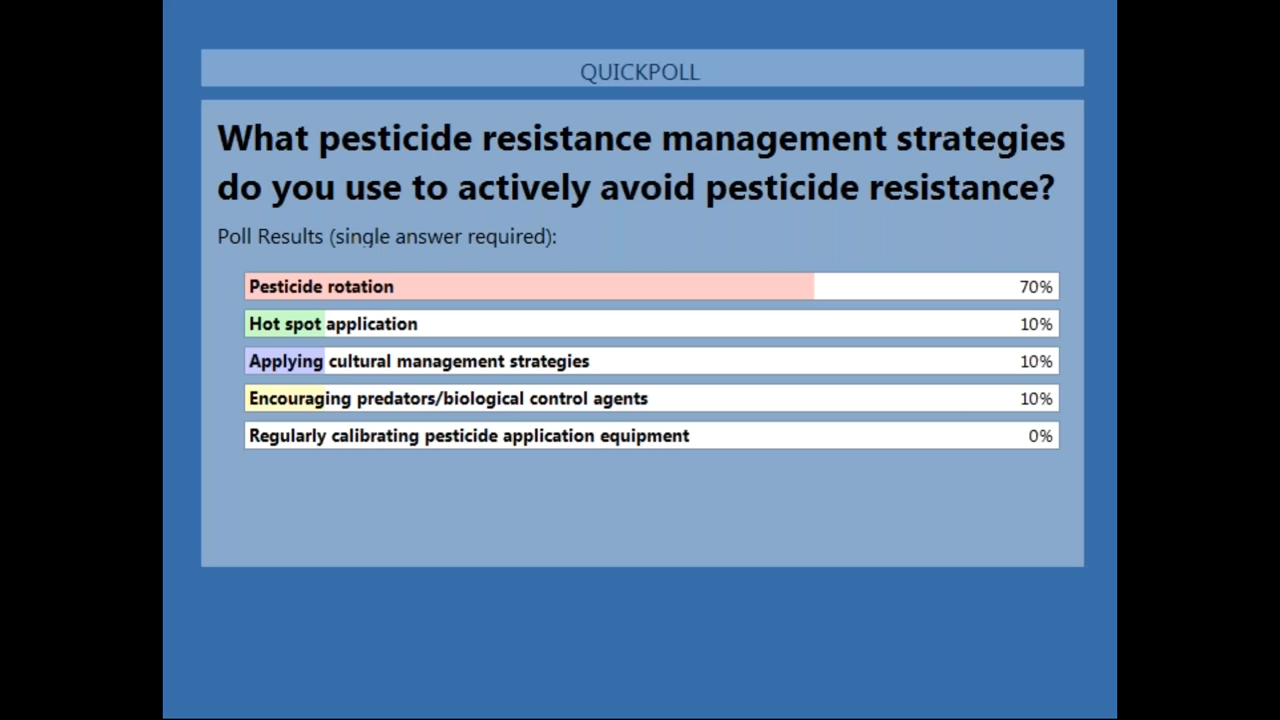 QUICKPOLL
What pesticide resistance management strategies
do you use to actively avoid pesticide resistance?
Poll Results (single answer required):
Pesticide rotation 70%
Hot spot application 10%
Applying cultural management strategies 10%
Encouraging predators/biological control agents 10%
Regularly calibrating pesticide application equipment 0%